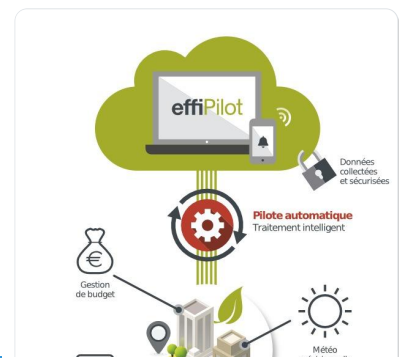 effiPilot
Données
collectées
et sécurisées
Pilote automatique
Traitement intelligent
Gestion
de budget
Météo